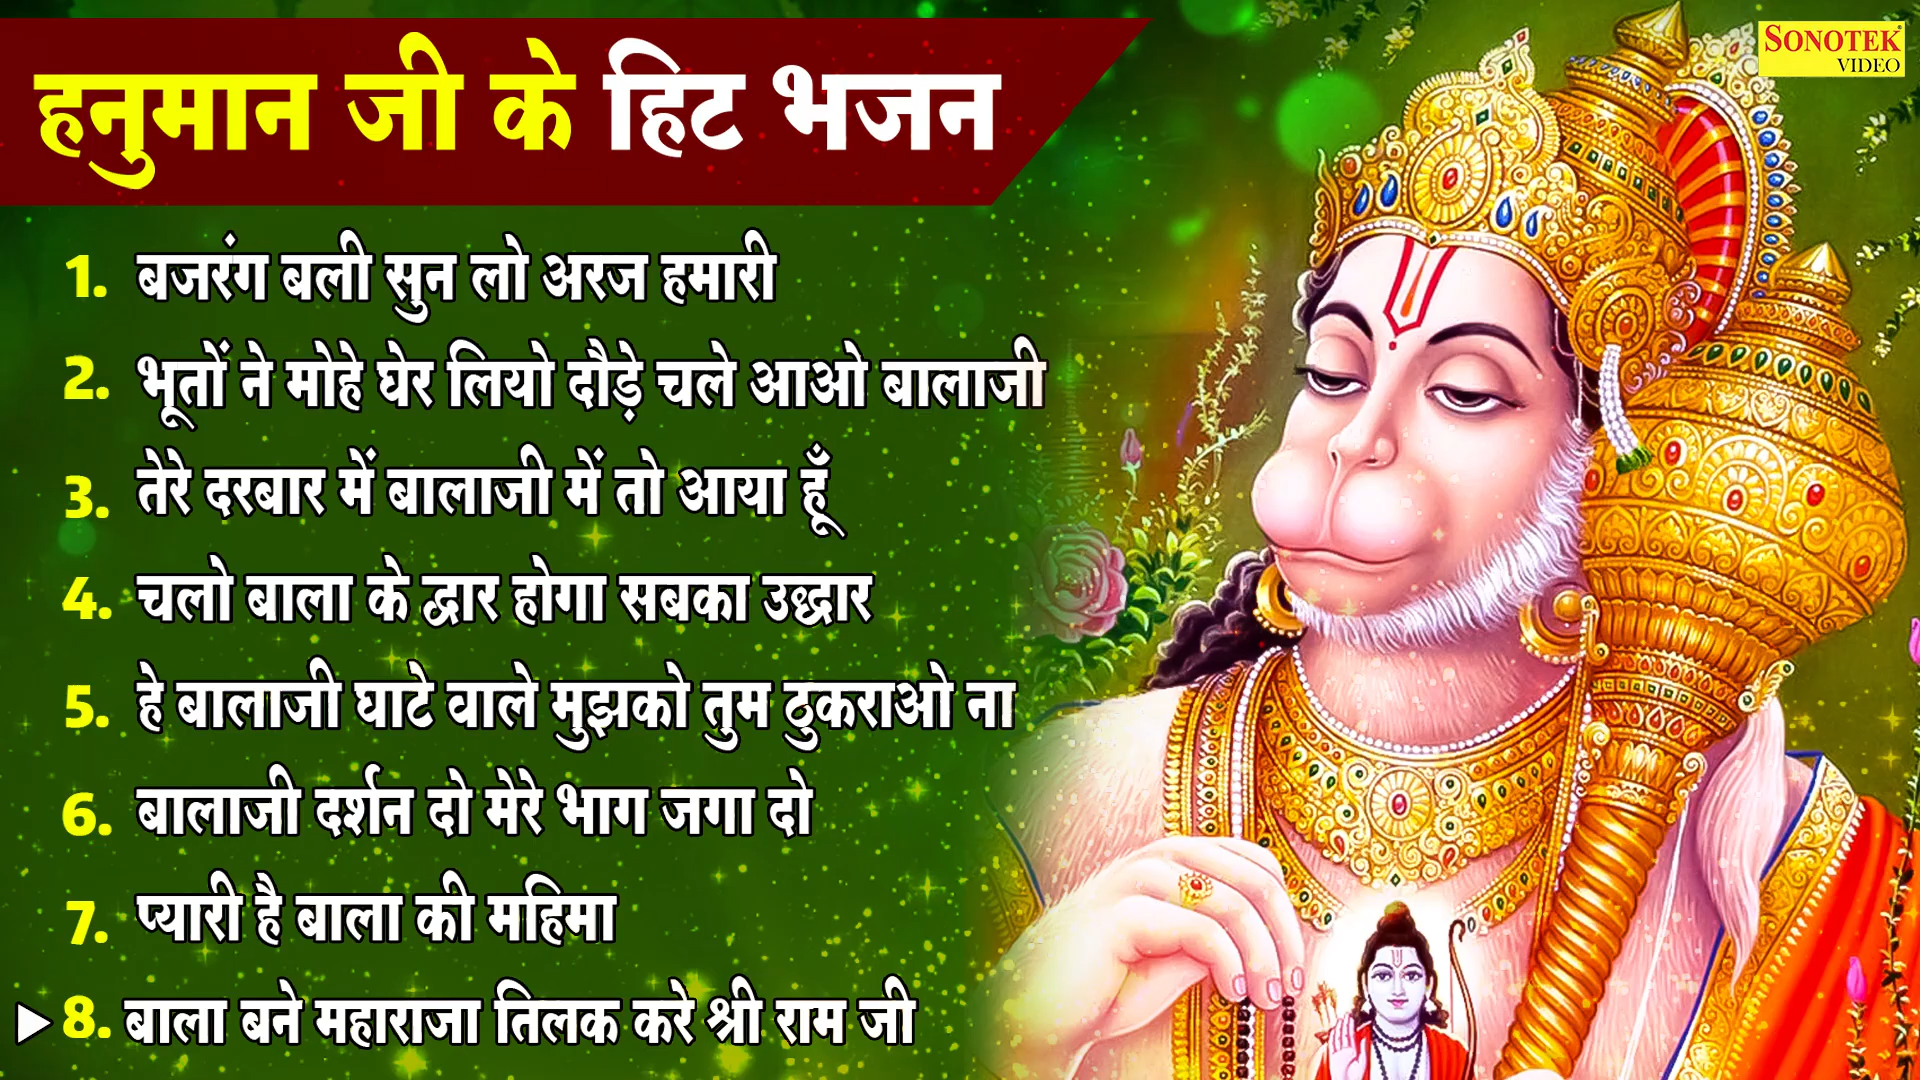 हनुमान जी के हिट भजन
SONOTEK
VIDEO
1. बजरंग बली सुन लो अरज हमारी
2. भूतों ने मोहे घेर लियो दौड़े चले आओ बालाजी
3. तेरे दरबार में बालाजी में तो आया हूँ
4. चलो बाला के द्वार होगा सबका उद्धार
5. हे बालाजी घाटे वाले मुझको तुम ठुकराओ ना
6. बालाजी दर्शन दो मेरे भाग जगा दो
7. प्यारी है बाला की महिमा
8. बाला बने महाराजा तिलक करे श्री राम जी